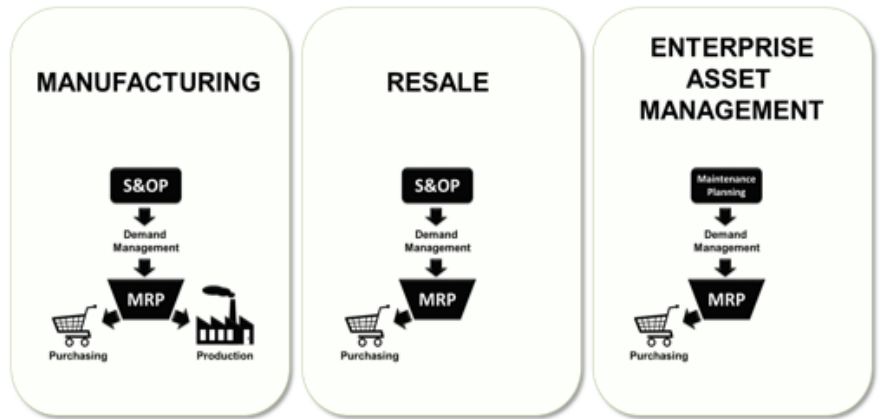 MANUFACTURING
S&OP
Demand
Management
MRP
Purchasing
Production
RESALE
S&OP
Demand
Management
MRP
Purchasing
ENTERPRISE
ASSET
MANAGEMENT
Maintenance
Planning
Demand
Management
MRP
Purchasing